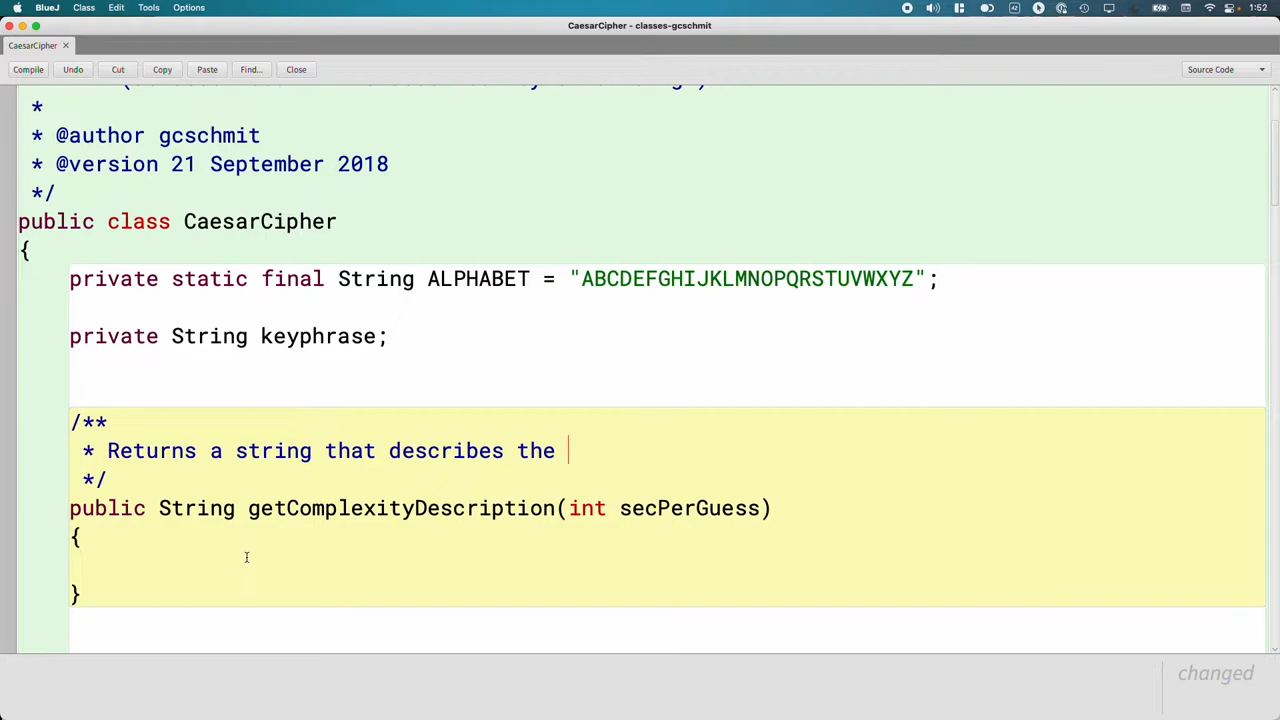 BlueJ Class Edit Tools Options 1:52
CaesarCipher - classes-gcschmit
CaesarCipher ×
Compile Undo Cut Copy Paste Find... Close Source Code
*
* @author gcschmit
* @version 21 September 2018
*/
public class CaesarCipher
{
private static final String ALPHABET = "ABCDEFGHIJKLMNOPQRSTUVWXYZ";
private String keyphrase;
/**
* Returns a string that describes the
*/
public String getComplexityDescription(int secPerGuess)
{
}
changed